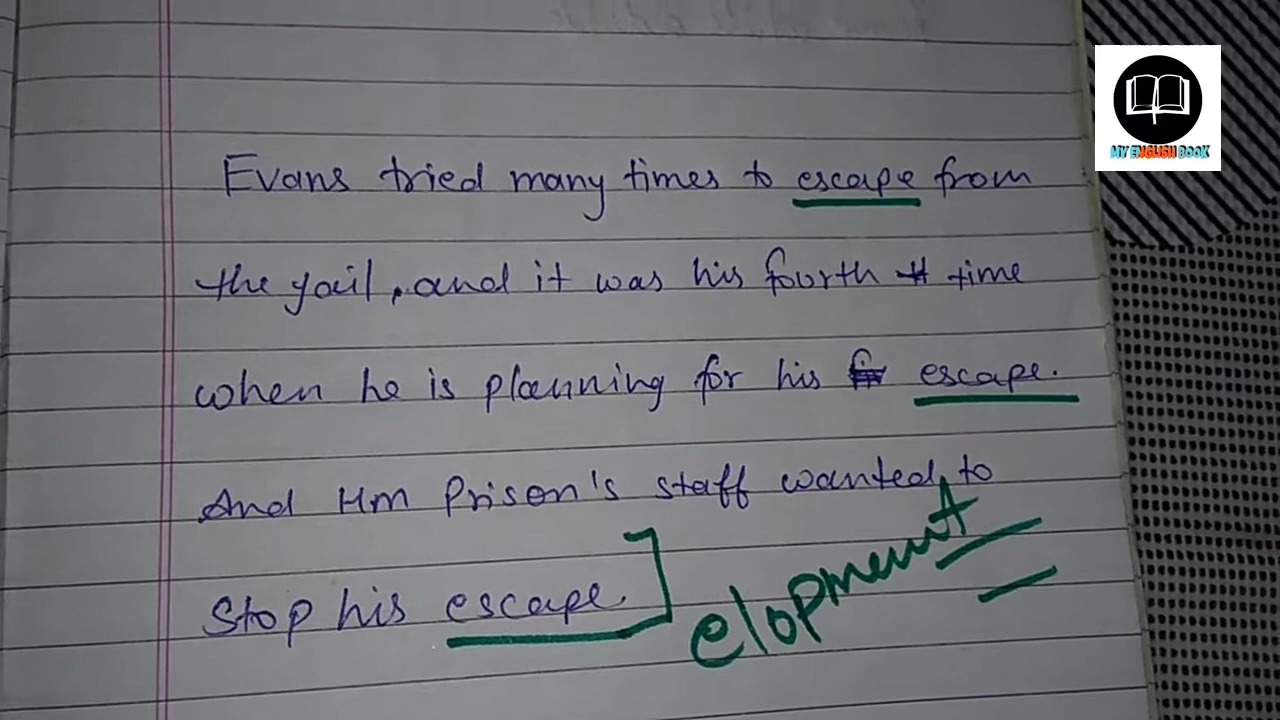 MY ENGLISH BOOK
Evans tried many times to escape from
the jail, and it was his fourth time
when he is planning for his escape.
And HM Prison's staff wanted to
stop his escape.
elopment